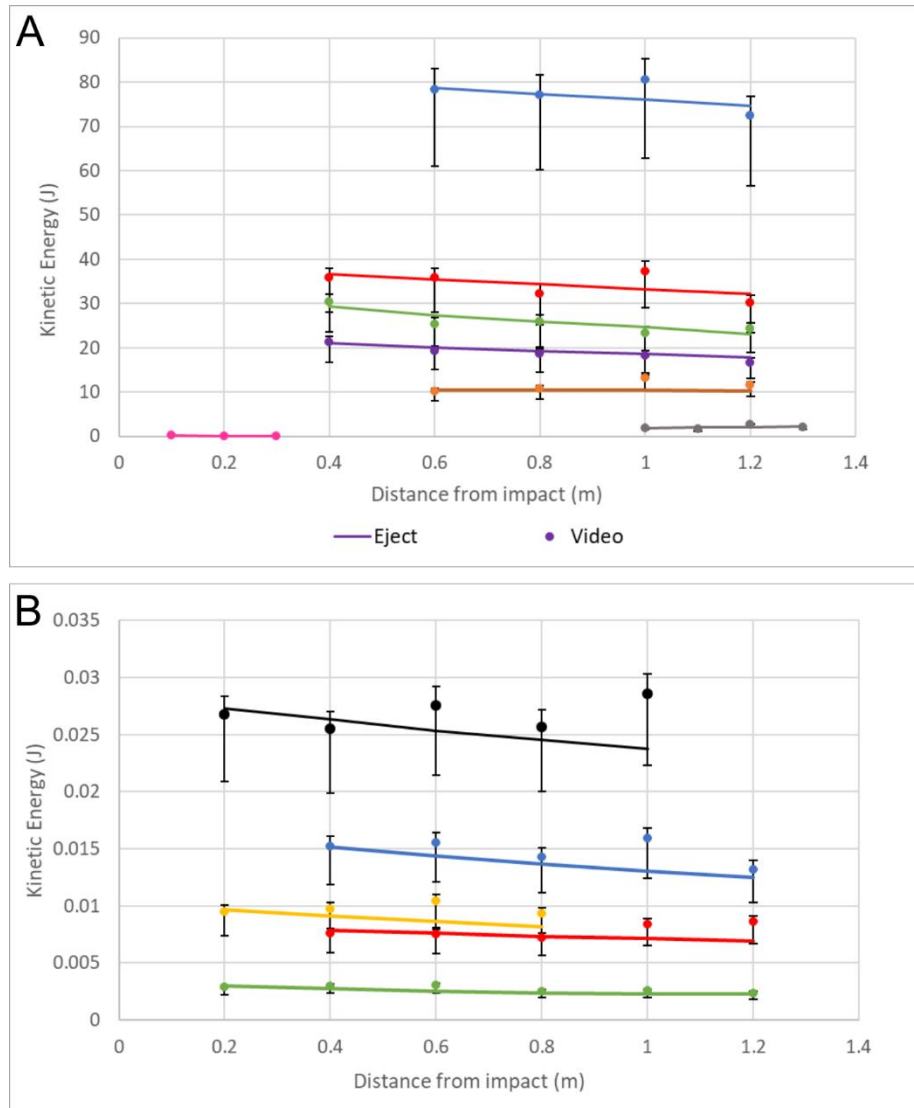 A
90
80
70
60
50
40
30
20
10
0
Kinetic Energy (J)
0 0.2 0.4 0.6 0.8 1 1.2 1.4
Distance from impact (m)
Eject Video
B
0.035
0.03
0.025
0.02
0.015
0.01
0.005
0
Kinetic Energy (J)
0 0.2 0.4 0.6 0.8 1 1.2 1.4
Distance from impact (m)